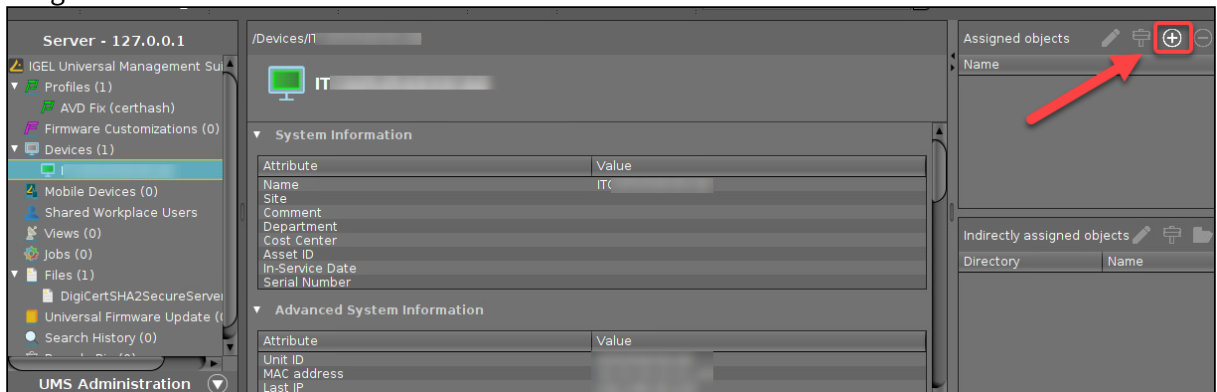 Server - 127.0.0.1
IGEL Universal Management Sui
Profiles (1)
AVD Fix (certhash)
Firmware Customizations (0)
Devices (1)
I
Mobile Devices (0)
Shared Workplace Users
Views (0)
Jobs (0)
Files (1)
DigiCertSHA2SecureServer
Universal Firmware Update (
Search History (0)
UMS Administration
/Devices/IT
IT
System Information
Attribute Value
Name IT
Site
Comment
Department
Cost Center
Asset ID
In-Service Date
Serial Number
Advanced System Information
Attribute Value
Unit ID
MAC address
Last IP
Assigned objects
Name
Indirectly assigned objects
Directory Name